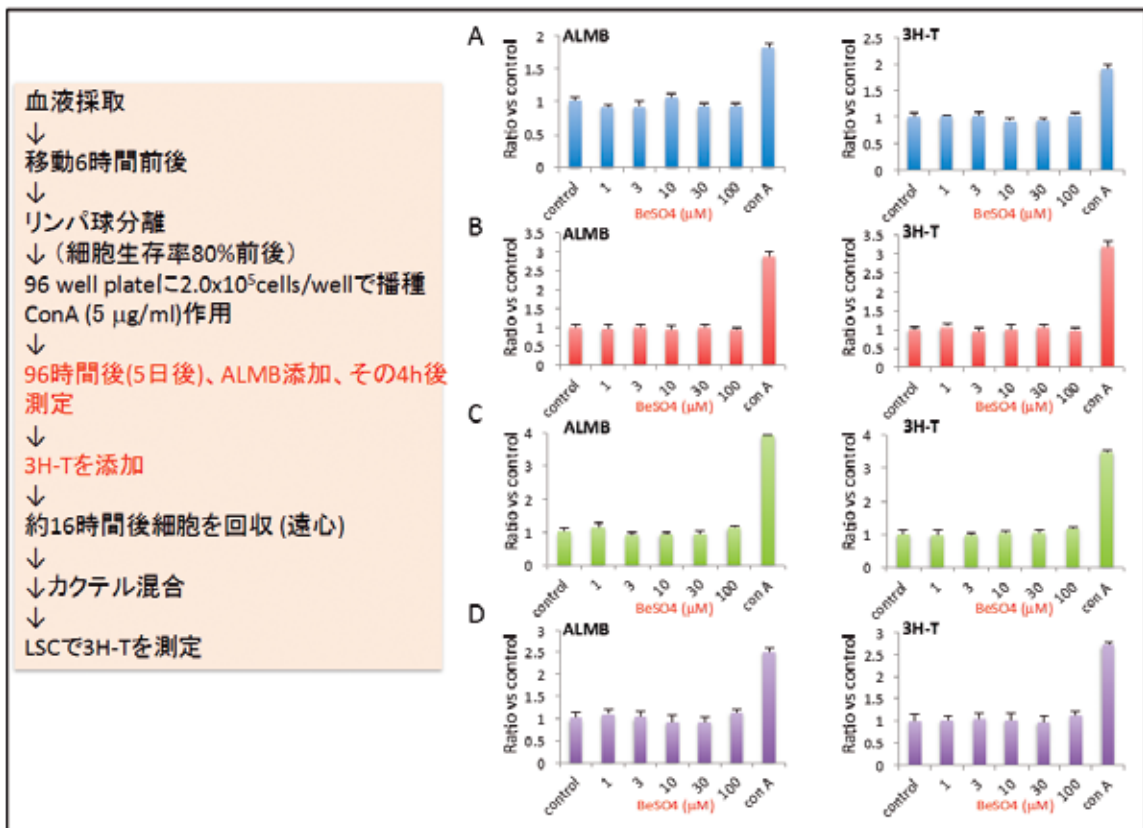 血液採取
↓
移動6時間前後
↓
リンパ球分離
↓（細胞生存率80%前後）
96 well plateに2.0x10⁵cells/wellで播種
ConA (5 μg/ml)作用
↓
96時間後(5日後)、ALMB添加、その4h後
測定
↓
3H-Tを添加
↓
約16時間後細胞を回収 (遠心)
↓
↓カクテル混合
↓
LSCで3H-Tを測定
A
ALMB
Ratio vs control
2
1.5
1
0.5
0
control
1
3
10
30
100
con A
BeSO4 (μM)
3H-T
Ratio vs control
2.5
2
1.5
1
0.5
0
control
1
3
10
30
100
con A
B
ALMB
Ratio vs control
3.5
3
2.5
2
1.5
1
0.5
0
control
1
3
10
30
100
con A
BeSO4 (μM)
3H-T
Ratio vs control
3.5
3
2.5
2
1.5
1
0.5
0
control
1
3
10
30
100
con A
BeSO4 (μM)
C
ALMB
Ratio vs control
4
3
2
1
0
control
1
3
10
30
100
con A
BeSO4 (μM)
3H-T
Ratio vs control
4
3
2
1
0
control
1
3
10
30
100
con A
BeSO4 (μM)
D
ALMB
Ratio vs control
3
2.5
2
1.5
1
0.5
0
control
1
3
10
30
100
con A
BeSO4 (μM)
3H-T
Ratio vs control
3
2.5
2
1.5
1
0.5
0
control
1
3
10
30
100
con A
BeSO4 (μM)